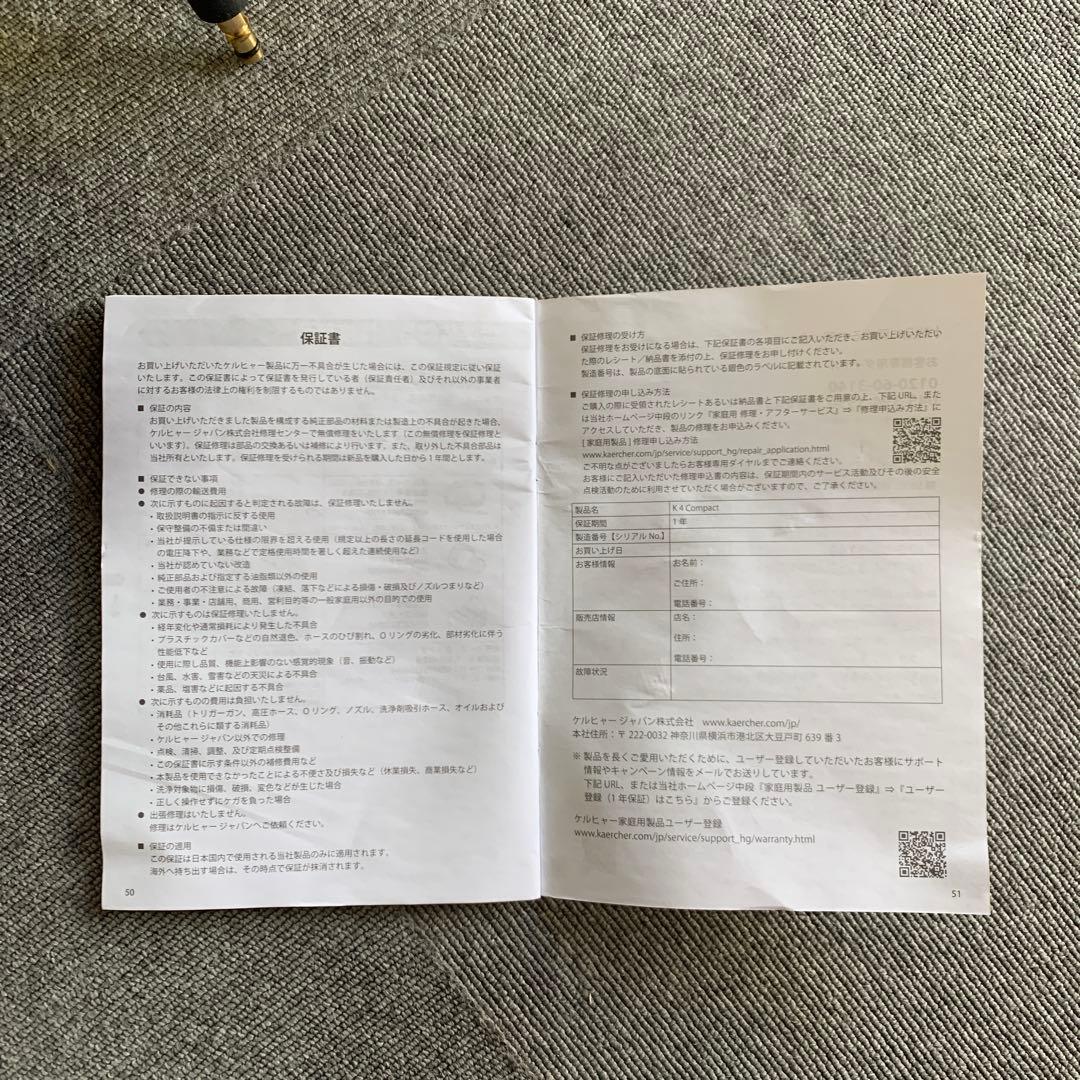 保証書
お買い上げいただいたケルヒャー製品に万一不具合が生じた場合には、この保証規定に従い保証
いたします。この保証書によって保証書を発行している者（保証責任者）及びそれ以外の事業者
に対するお客様の法律上の権利を制限するものではありません。
■ 保証の内容
お買い上げいただきました製品を構成する純正部品の材料または製造上の不具合が起きた場合、
ケルヒャー ジャパン株式会社修理センターで無償修理をいたします（この無償修理を保証修理と
いいます）。保証修理は部品の交換あるいは補修により行います。また、取り外した不具合部品は
当社所有といたします。保証修理を受けられる期間は新品を購入した日から1年間とします。
■ 保証できない事項
● 修理の際の輸送費用
● 次に示すものに起因すると判定される故障は、保証修理いたしません。
・取扱説明書の指示に反する使用
・保守整備の不備または間違い
・当社が提示している仕様の限界を超える使用（規定以上の長さの延長コードを使用した場合
の電圧降下や、業務などで定格使用時間を著しく超えた連続使用など）
・当社が認めていない改造
・純正部品および指定する油脂類以外の使用
・ご使用者の不注意による故障（凍結、落下などによる損傷・破損及びノズルつまりなど）
・業務・事業・店舗用、商用、営利目的等の一般家庭用以外の目的での使用
● 次に示すものは保証修理いたしません。
・経年変化や通常損耗により発生した不具合
・プラスチックカバーなどの自然退色、ホースのひび割れ、Oリングの劣化、部材劣化に伴う
性能低下など
・使用に際し品質、機能上影響のない感覚的現象（音、振動など）
・台風、水害、雪害などの天災による不具合
・薬品、塩害などに起因する不具合
● 次に示すものの費用は負担いたしません。
・消耗品（トリガーガン、高圧ホース、Oリング、ノズル、洗浄剤吸引ホース、オイルおよび
その他これらに類する消耗品）
・ケルヒャー ジャパン以外での修理
・点検、清掃、調整、及び定期点検整備
・この保証書に示す条件以外の補修費用など
・本製品を使用できなかったことによる不便さ及び損失など（休業損失、商業損失など）
・洗浄対象物に損傷、破損、変色などが生じた場合
・正しく操作せずにケガを負った場合
● 出張修理はいたしません。
修理はケルヒャー ジャパンへご依頼ください。
■ 保証の適用
この保証は日本国内で使用される当社製品のみに適用されます。
海外へ持ち出す場合は、その時点で保証が抹消されます。
50
■ 保証修理の受け方
保証修理をお受けになる場合は、下記保証書の各項目にご記入いただき、お買い上げいただい
た際のレシート／納品書を添付の上、保証修理をお申し付けください。
製造番号は、製品の底面に貼られている銀色のラベルに記載されています。
■ 保証修理の申し込み方法
ご購入の際に受領されたレシートあるいは納品書と下記保証書をご用意の上、下記 URL、また
は当社ホームページ中段のリンク『家庭用 修理・アフターサービス』⇒『修理申込み方法』に
アクセスしていただき、製品の修理をお申込みください。
[ 家庭用製品 ] 修理申し込み方法
www.kaercher.com/jp/service/support_hg/repair_application.html
ご不明な点がございましたらお客様専用ダイヤルまでご連絡ください。
お客様にご記入いただいた修理申込書の内容は、保証期間内のサービス活動及びその後の安全
点検活動のために利用させていただく場合がございますので、ご了承ください。
製品名 K 4 Compact
保証期間 1 年
製造番号【シリアル No.】
お買い上げ日
お客様情報 お名前：
ご住所：
電話番号：
販売店情報 店名：
住所：
電話番号：
故障状況
ケルヒャー ジャパン株式会社 www.kaercher.com/jp/
本社住所：〒 222-0032 神奈川県横浜市港北区大豆戸町 639 番 3
※ 製品を長くご愛用いただくために、ユーザー登録していただいたお客様にサポート
情報やキャンペーン情報をメールでお送りしています。
下記 URL、または当社ホームページ中段『家庭用製品 ユーザー登録』⇒『ユーザー
登録（1 年保証）はこちら』からご登録ください。
ケルヒャー家庭用製品ユーザー登録
www.kaercher.com/jp/service/support_hg/warranty.html
51